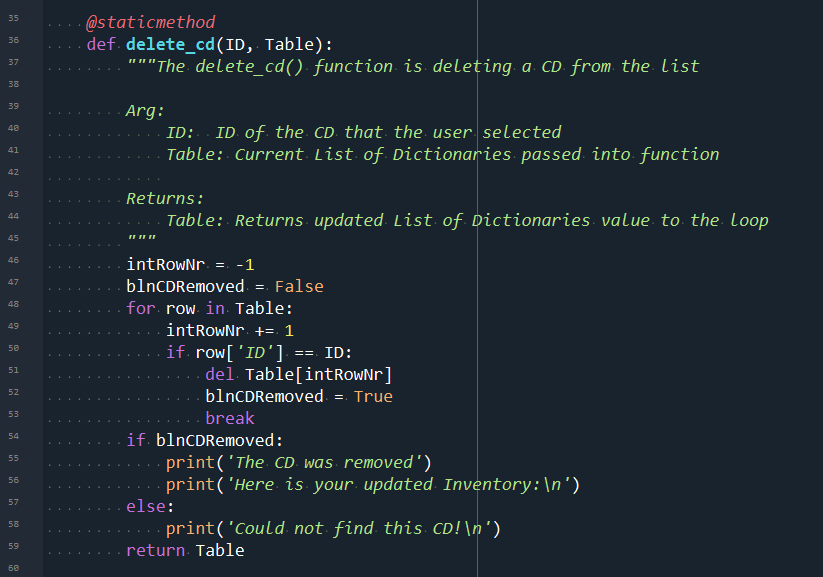 35 @staticmethod
36 def delete_cd(ID, Table):
37 """The delete_cd() function is deleting a CD from the list
38
39 Arg:
40 ID: ID of the CD that the user selected
41 Table: Current List of Dictionaries passed into function
42
43 Returns:
44 Table: Returns updated List of Dictionaries value to the loop
45 """
46 intRowNr = -1
47 blnCDRemoved = False
48 for row in Table:
49 intRowNr += 1
50 if row['ID'] == ID:
51 del Table[intRowNr]
52 blnCDRemoved = True
53 break
54 if blnCDRemoved:
55 print('The CD was removed')
56 print('Here is your updated Inventory:\n')
57 else:
58 print('Could not find this CD!\n')
59 return Table
60